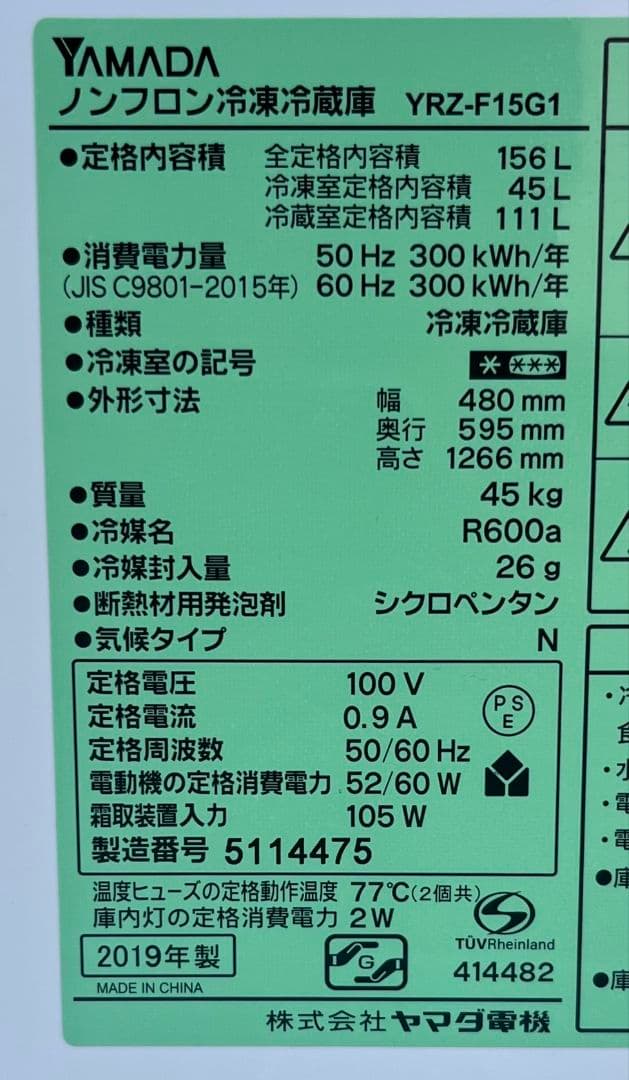 YAMADA
ノンフロン冷凍冷蔵庫 YRZ-F15G1
●定格内容積 全定格内容積 156 L
冷凍室定格内容積 45 L
冷蔵室定格内容積 111 L
●消費電力量 50 Hz 300 kWh/年
(JIS C9801-2015年) 60 Hz 300 kWh/年
●種類 冷凍冷蔵庫
●冷凍室の記号 * ***
●外形寸法 幅 480 mm
奥行 595 mm
高さ 1266 mm
●質量 45 kg
●冷媒名 R600a
●冷媒封入量 26 g
●断熱材用発泡剤 シクロペンタン
●気候タイプ N
定格電圧 100 V
定格電流 0.9 A
定格周波数 50/60 Hz
電動機の定格消費電力 52/60 W
霜取装置入力 105 W
製造番号 5114475
PS
E
温度ヒューズの定格動作温度 77℃(2個共)
庫内灯の定格消費電力 2 W
2019年製
MADE IN CHINA
G
TÜVRheinland
414482
株式会社ヤマダ電機
・冷
食
・水
・電
・電
●庫
●庫